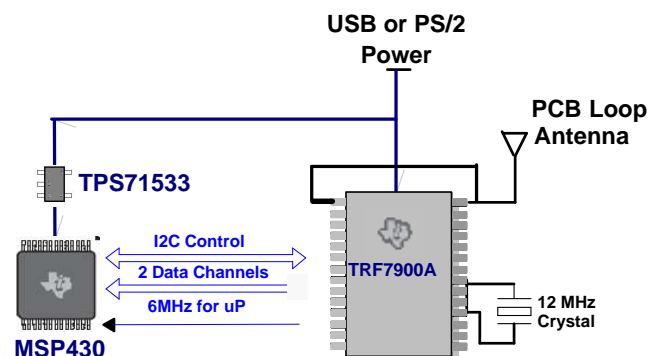 USB or PS/2
Power
PCB Loop
Antenna
TPS71533
I2C Control
2 Data Channels
6MHz for uP
TRF7900A
12 MHz
Crystal
MSP430